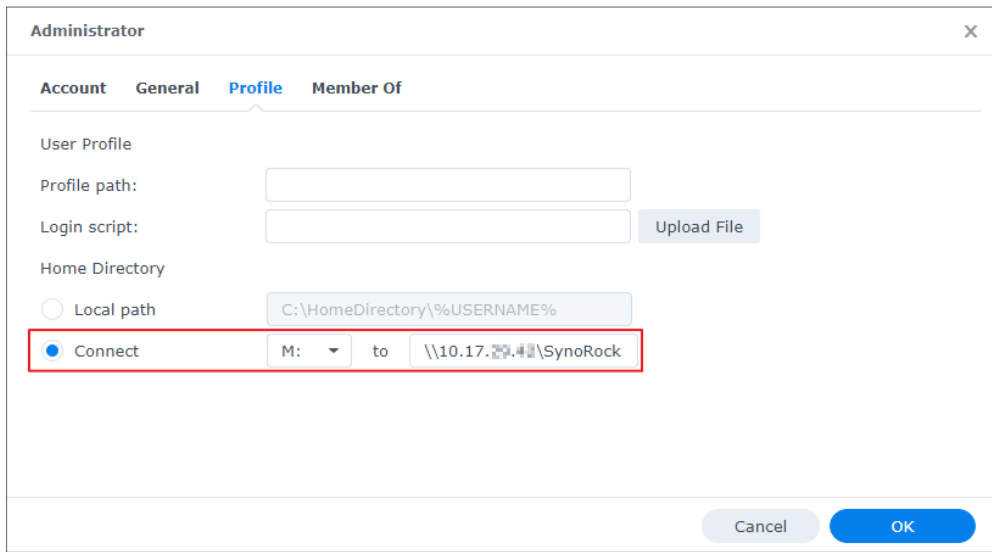 Administrator
Account General Profile Member Of
User Profile
Profile path:
Login script: Upload File
Home Directory
Local path C:\HomeDirectory\%USERNAME%
Connect M: to \\10.17. . \SynoRock
Cancel OK